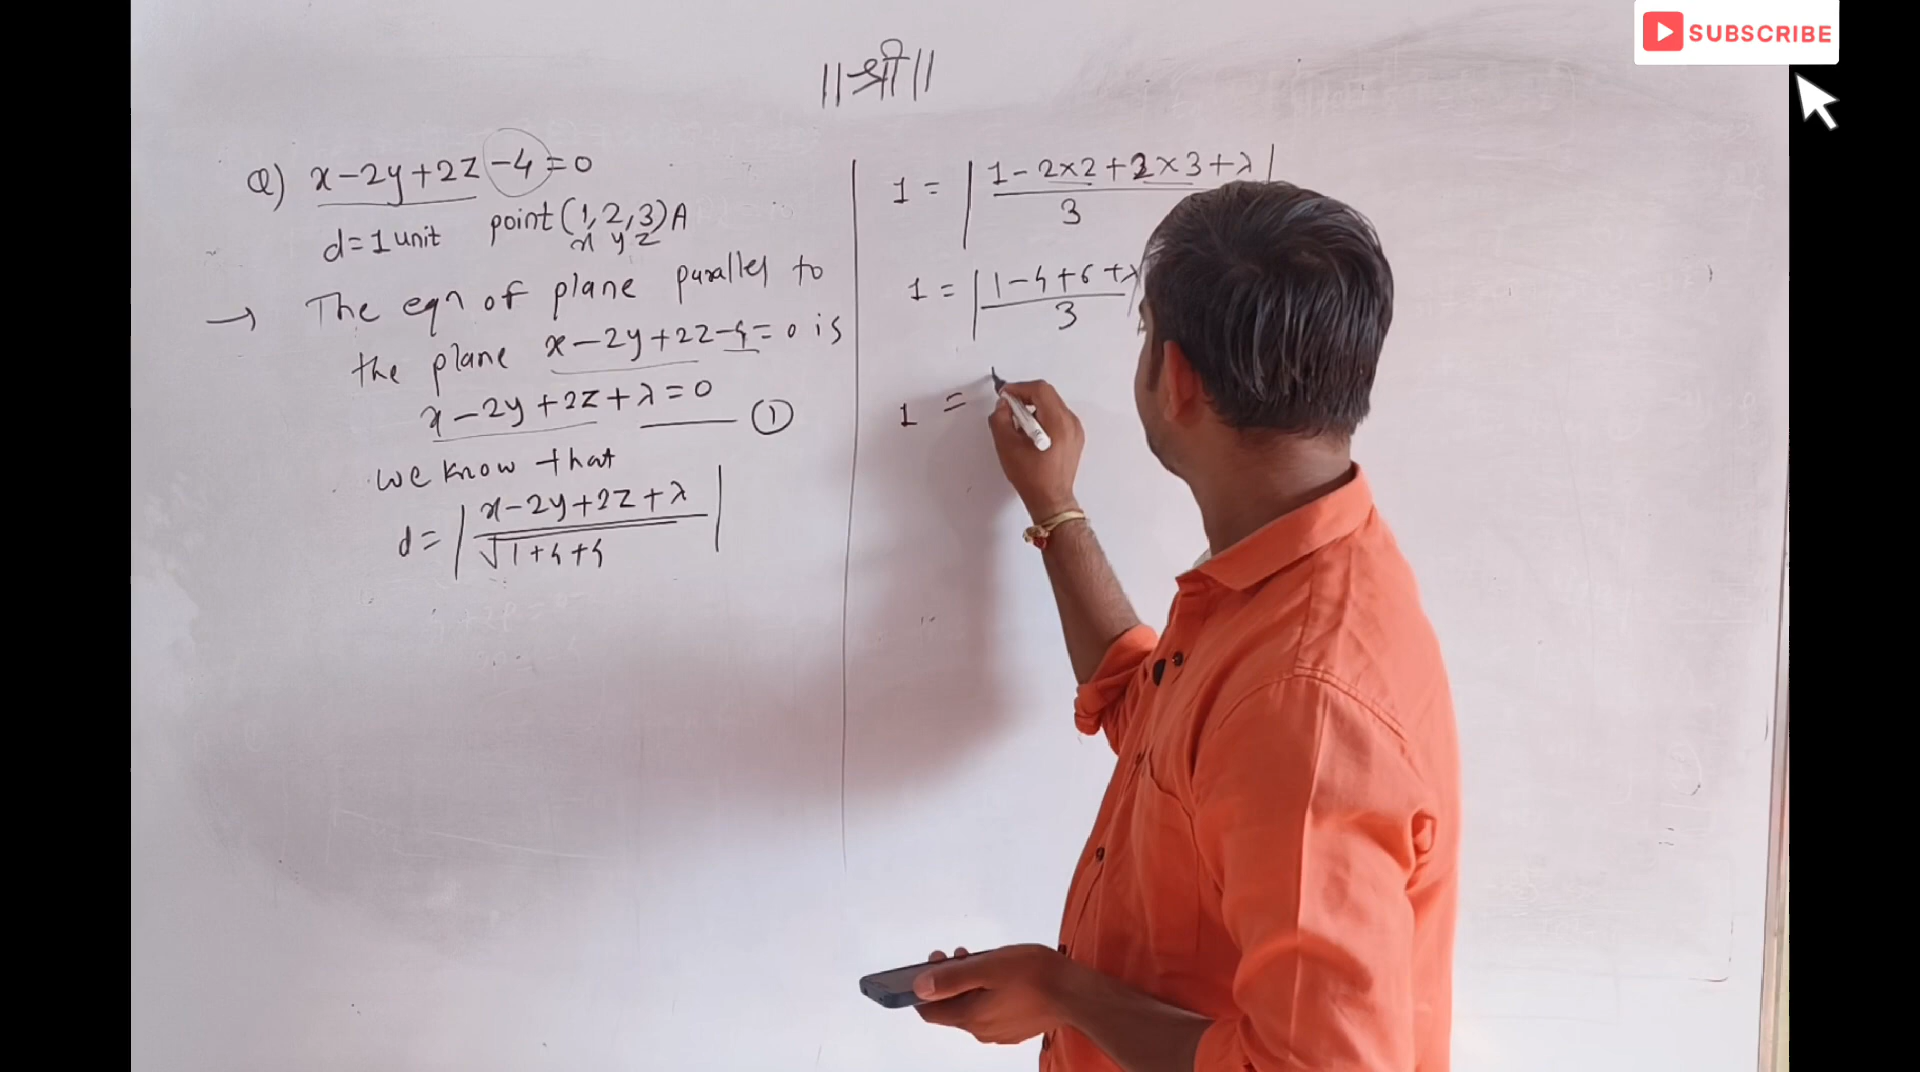 SUBSCRIBE
||श्री||
Q) x-2y+2z-4=0
d=1unit point(1,2,3)A
x y z
→ The eqn of plane parallel to
the plane x-2y+2z-4=0 is
x-2y+2z+λ=0 ①
we know that
d=|x-2y+2z+λ|
√1+4+4
1=|1-2×2+2×3+λ|
3
1=|1-4+6+λ
3
1 =